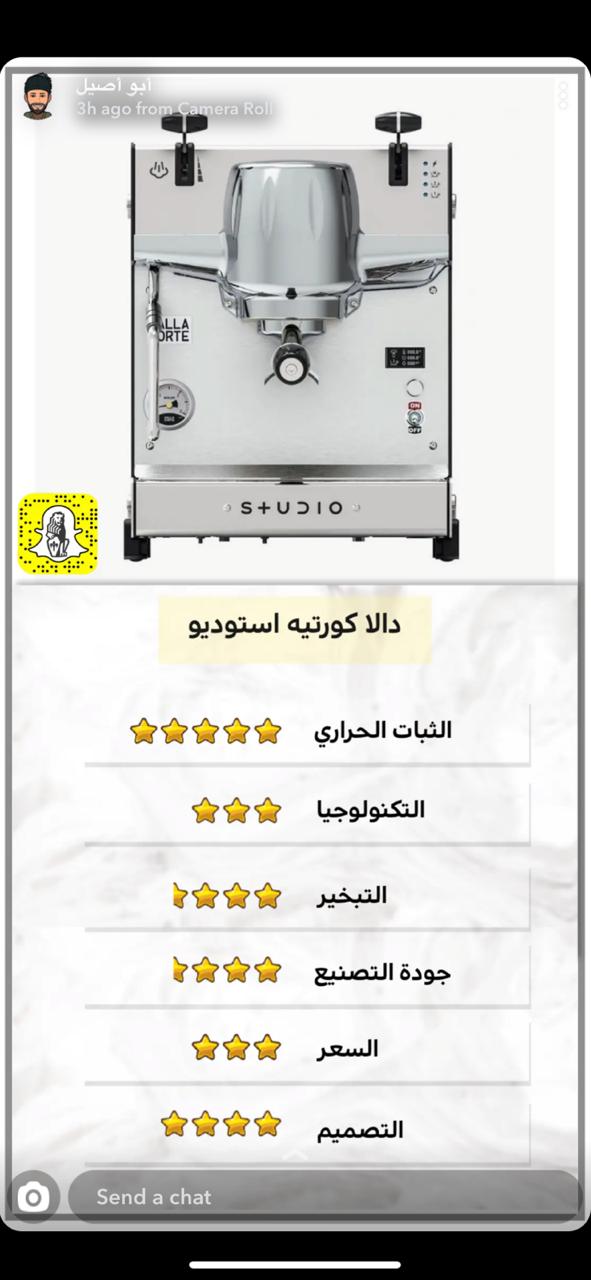 أبو أصيل
3h ago from Camera Roll
ALLA
ORTE
ON
OFF
STUDIO
دالا كورتيه استوديو
الثبات الحراري
التكنولوجيا
التبخير
جودة التصنيع
السعر
التصميم
Send a chat